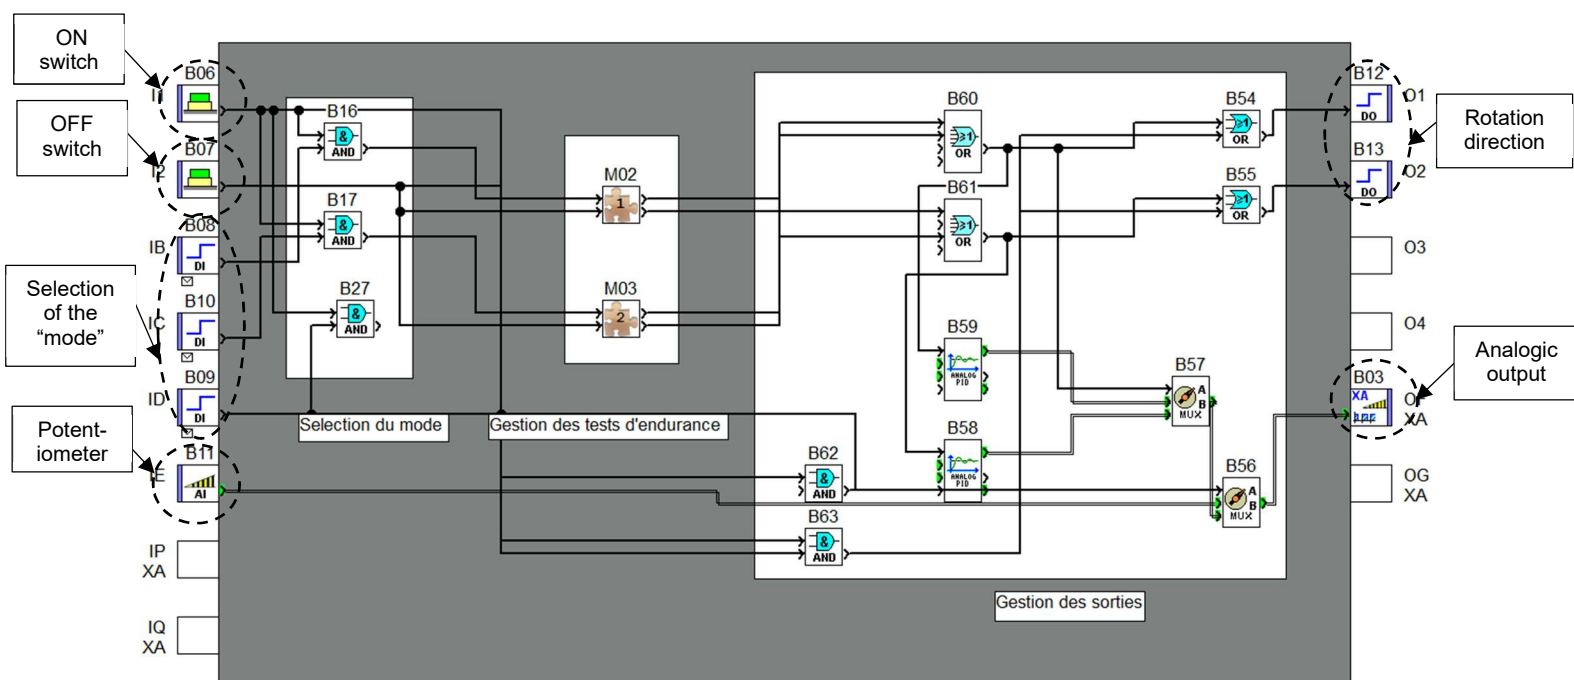 ON
switch
OFF
switch
Selection
of the
“mode”
Potent-
iometer
B06
I1
B07
I2
B08
IB
DI
B10
IC
DI
B09
ID
DI
B11
IE
AI
IP
XA
IQ
XA
B16
&
AND
B17
&
AND
B27
&
AND
Selection du mode
M02
1
M03
2
Gestion des tests d'endurance
B60
≥1
OR
B61
≥1
OR
B59
ANALOG
PID
B58
ANALOG
PID
B62
&
AND
B63
&
AND
B54
≥1
OR
B55
≥1
OR
B57
A
B
MUX
B56
A
B
MUX
Gestion des sorties
B12
O1
DO
B13
O2
DO
O3
O4
B03
XA
XA
OG
XA
Rotation
direction
Analogic
output